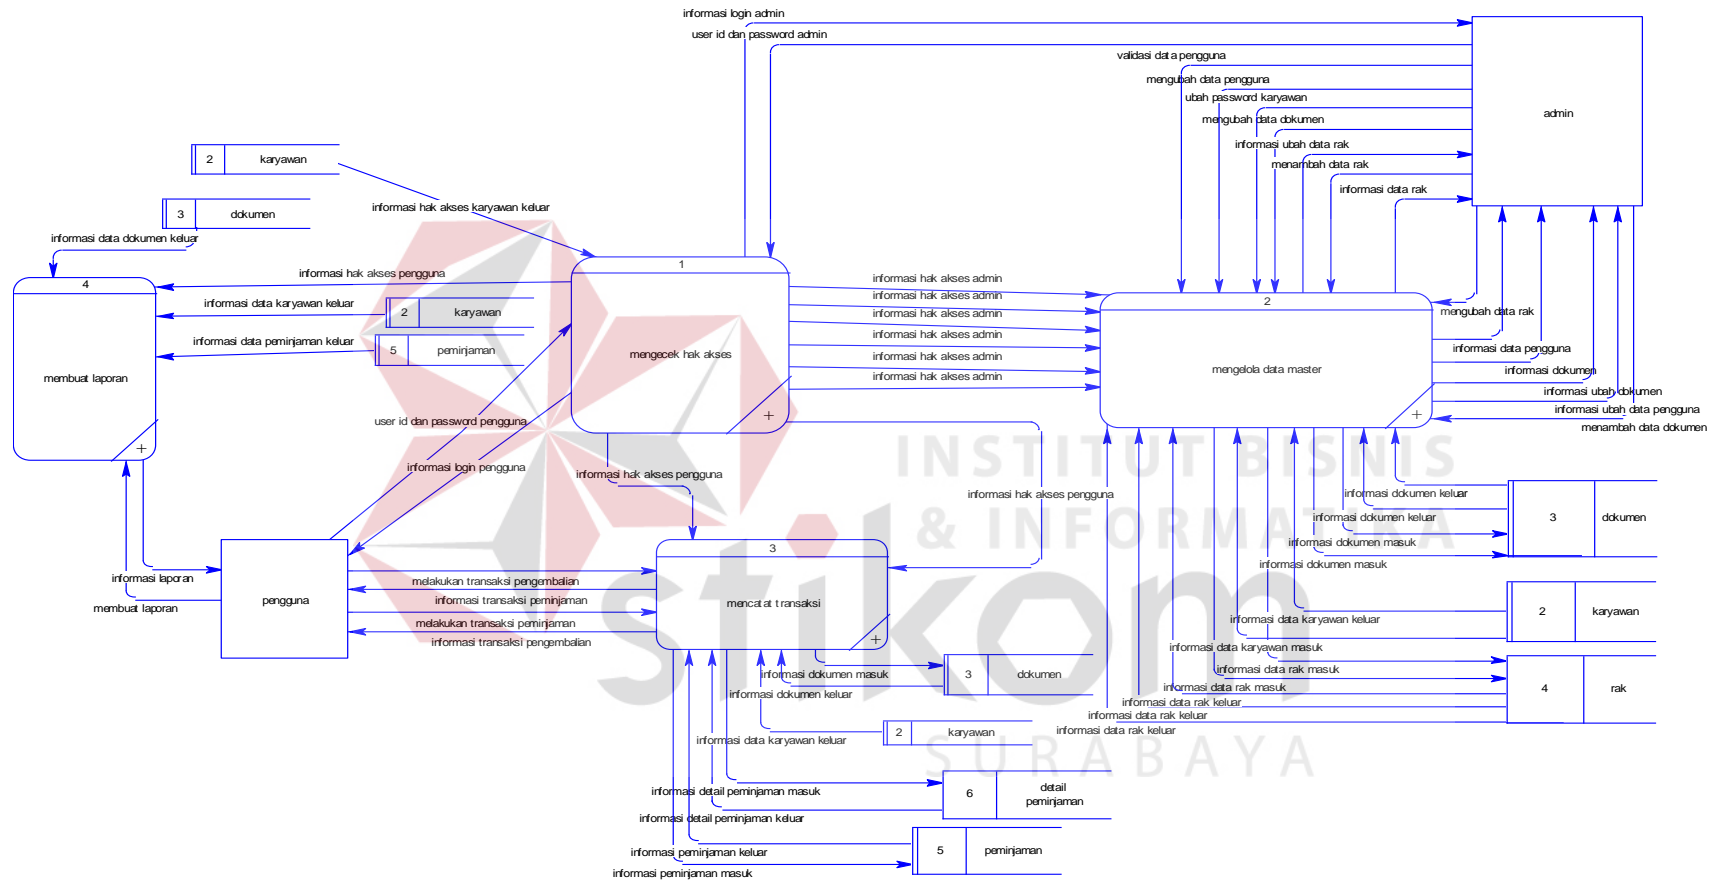 informasi login admin
user id dan password admin
validasi data pengguna
mengubah data pengguna
ubah password karyawan
mengubah data dokumen
informasi ubah data rak
menambah data rak
informasi data rak
admin
2 karyawan
3 dokumen
informasi hak akses karyawan keluar
informasi data dokumen keluar
4
membuat laporan
+
informasi hak akses pengguna
informasi data karyawan keluar
2 karyawan
informasi data peminjaman keluar
5 peminjaman
1
mengecek hak akses
+
informasi hak akses admin
informasi hak akses admin
informasi hak akses admin
informasi hak akses admin
informasi hak akses admin
informasi hak akses admin
2
mengelola data master
+
mengubah data rak
informasi data pengguna
informasi dokumen
informasi ubah dokumen
informasi ubah data pengguna
menambah data dokumen
user id dan password pengguna
informasi login pengguna
informasi hak akses pengguna
informasi hak akses pengguna
INSTITUT BISNIS
& INFORMATIKA
stikom
SURABAYA
informasi dokumen keluar
informasi dokumen keluar
informasi dokumen masuk
informasi dokumen masuk
3 dokumen
informasi laporan
membuat laporan
pengguna
melakukan transaksi pengembalian
informasi transaksi peminjaman
melakukan transaksi peminjaman
informasi transaksi pengembalian
3
mencatat transaksi
+
2 karyawan
informasi data karyawan keluar
informasi data karyawan masuk
informasi data rak masuk
informasi data rak masuk
informasi data rak keluar
informasi data rak keluar
informasi data rak keluar
4 rak
informasi dokumen masuk
informasi dokumen keluar
3 dokumen
informasi data karyawan keluar
2 karyawan
informasi detail peminjaman masuk
informasi detail peminjaman keluar
6 detail
peminjaman
informasi peminjaman keluar
informasi peminjaman masuk
5 peminjaman